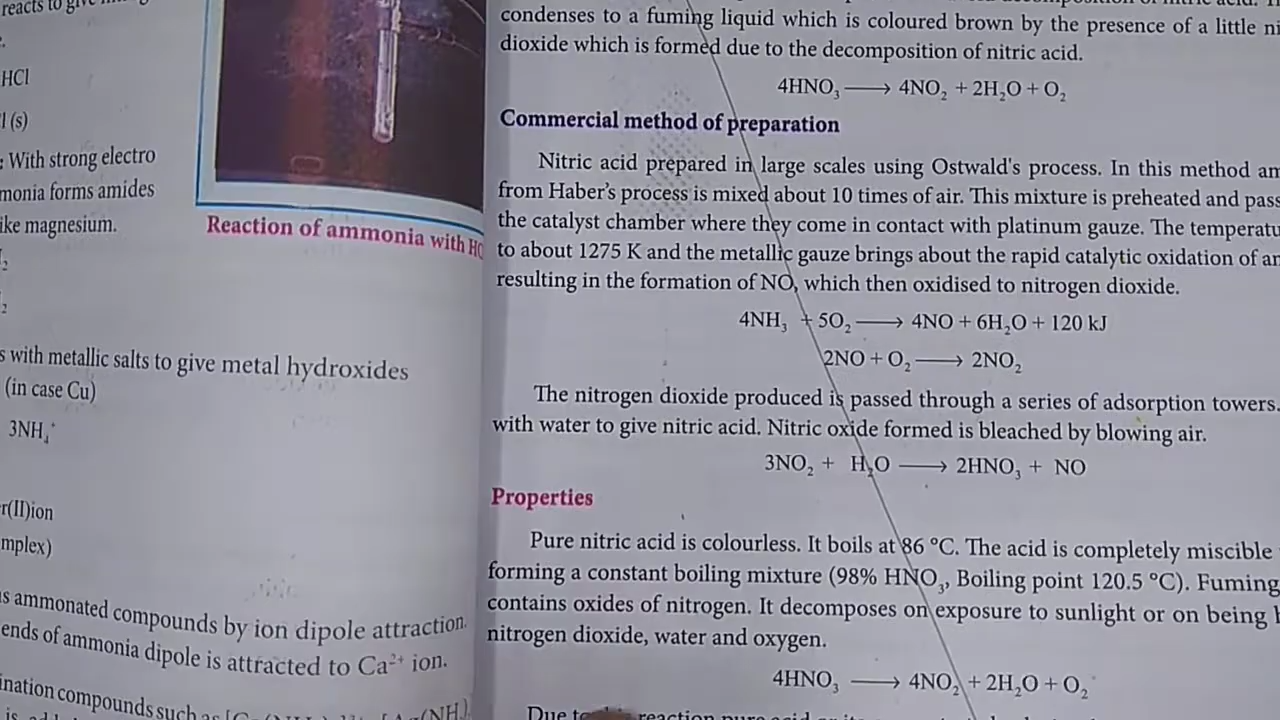 reacts to give
HCl
l (s)
: With strong electro
monia forms amides
ike magnesium.
Reaction of ammonia with HC
s with metallic salts to give metal hydroxides
(in case Cu)
3NH₄⁺
r(II)ion
mplex)
s ammonated compounds by ion dipole attraction.
ends of ammonia dipole is attracted to Ca²⁺ ion.
ination compounds such as
condenses to a fuming liquid which is coloured brown by the presence of a little ni
dioxide which is formed due to the decomposition of nitric acid.
4HNO₃ ⟶ 4NO₂ + 2H₂O + O₂
Commercial method of preparation
Nitric acid prepared in large scales using Ostwald's process. In this method am
from Haber's process is mixed about 10 times of air. This mixture is preheated and pass
the catalyst chamber where they come in contact with platinum gauze. The temperatu
to about 1275 K and the metallic gauze brings about the rapid catalytic oxidation of am
resulting in the formation of NO, which then oxidised to nitrogen dioxide.
4NH₃ + 5O₂ ⟶ 4NO + 6H₂O + 120 kJ
2NO + O₂ ⟶ 2NO₂
The nitrogen dioxide produced is passed through a series of adsorption towers.
with water to give nitric acid. Nitric oxide formed is bleached by blowing air.
3NO₂ + H₂O ⟶ 2HNO₃ + NO
Properties
Pure nitric acid is colourless. It boils at 86 °C. The acid is completely miscible
forming a constant boiling mixture (98% HNO₃, Boiling point 120.5 °C). Fuming
contains oxides of nitrogen. It decomposes on exposure to sunlight or on being
nitrogen dioxide, water and oxygen.
4HNO₃ ⟶ 4NO₂ + 2H₂O + O₂
Due to